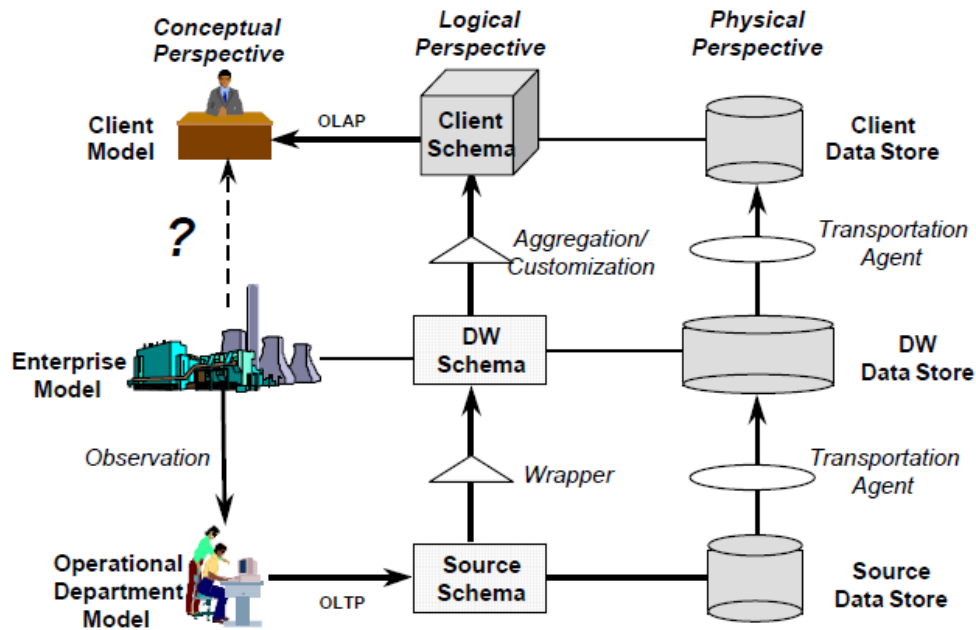 Conceptual
Perspective
Logical
Perspective
Physical
Perspective
Client
Model
OLAP
Client
Schema
Client
Data Store
?
Aggregation/
Customization
Transportation
Agent
Enterprise
Model
DW
Schema
DW
Data Store
Observation
Wrapper
Transportation
Agent
Operational
Department
Model
OLTP
Source
Schema
Source
Data Store